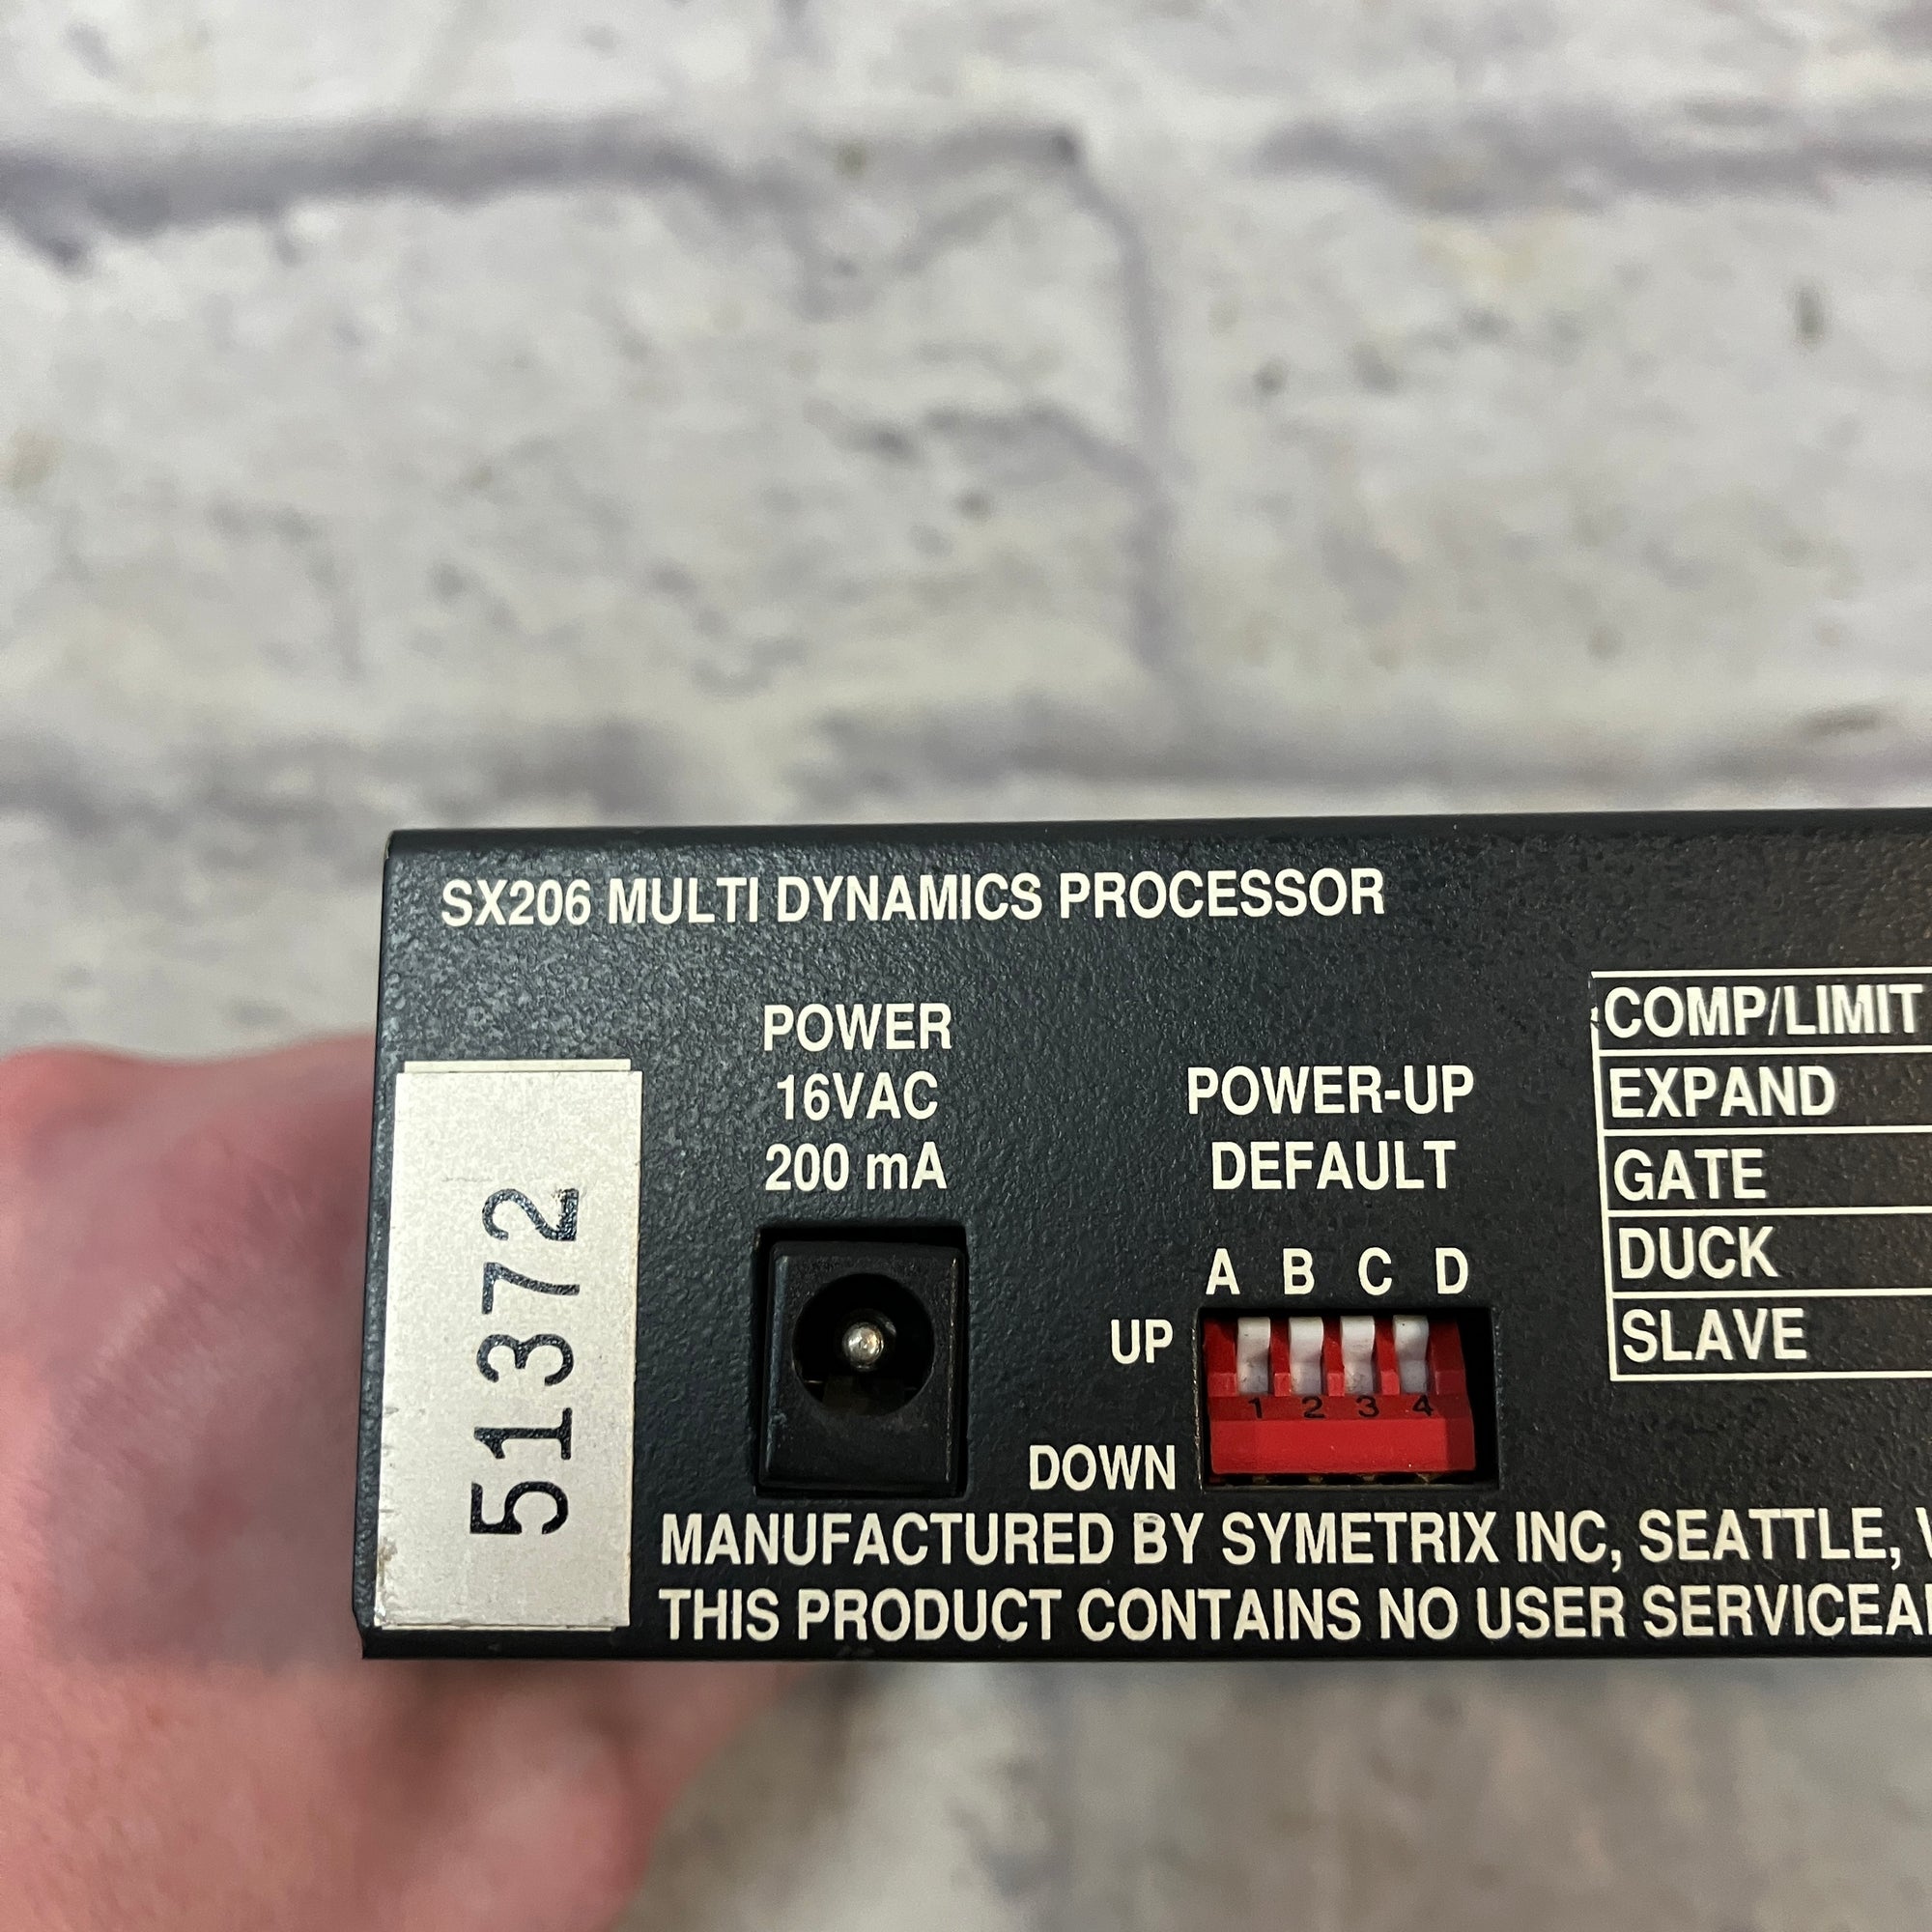 SX206 MULTI DYNAMICS PROCESSOR
POWER
16VAC
200 mA
51372
POWER-UP
DEFAULT
A B C D
UP
1 2 3 4
DOWN
COMP/LIMIT
EXPAND
GATE
DUCK
SLAVE
MANUFACTURED BY SYMETRIX INC, SEATTLE,
THIS PRODUCT CONTAINS NO USER